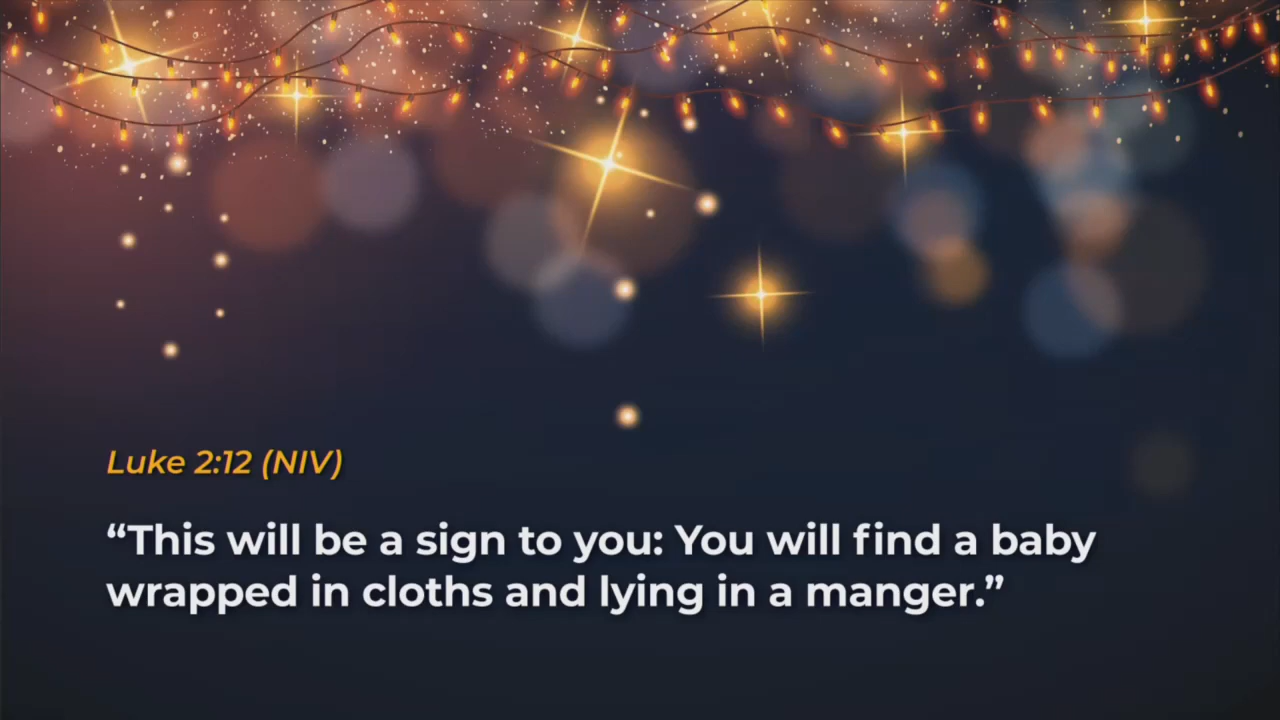 Luke 2:12 (NIV)
“This will be a sign to you: You will find a baby
wrapped in cloths and lying in a manger.”